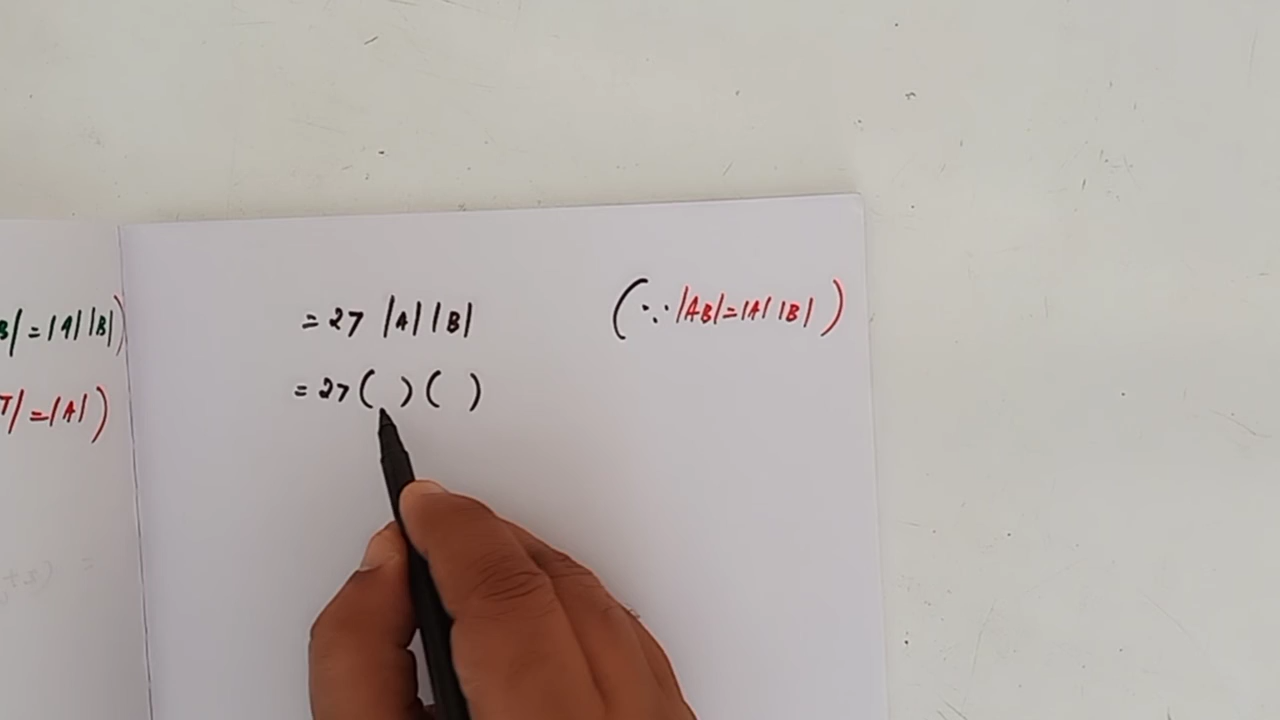 B| = |A| |B|)
T| = |A|)
= 27 |A| |B| (∵ |AB| = |A| |B|)
= 27 ( ) ( )